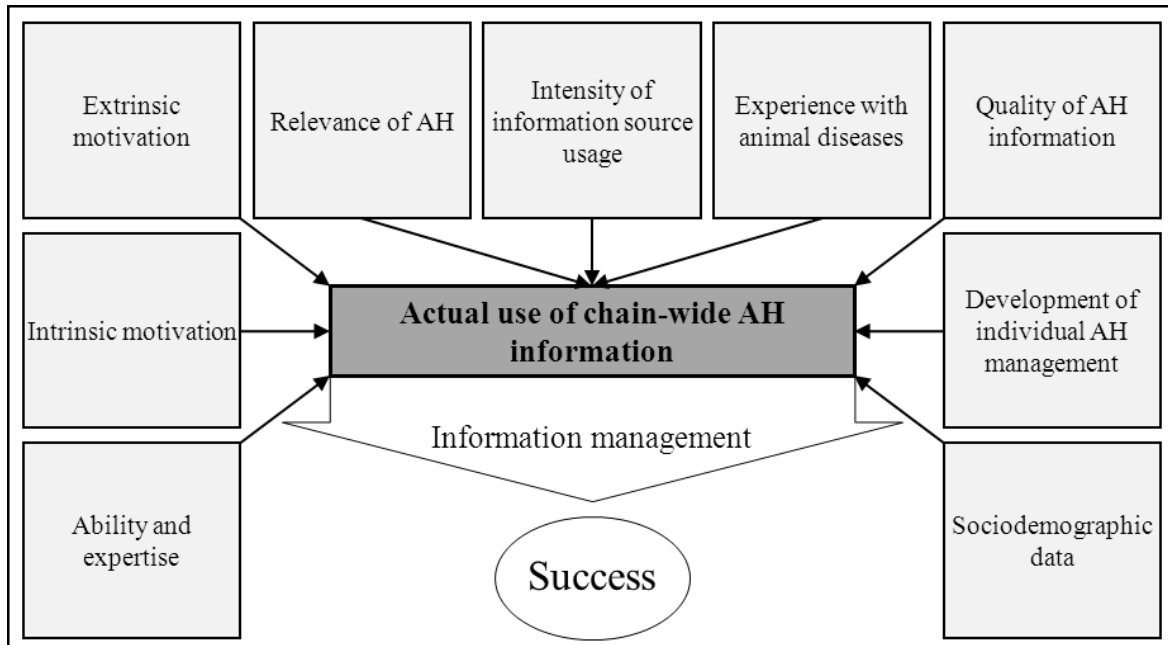 Extrinsic
motivation
Relevance of AH
Intensity of
information source
usage
Experience with
animal diseases
Quality of AH
information
Intrinsic motivation
Actual use of chain-wide AH
information
Development of
individual AH
management
Information management
Ability and
expertise
Success
Sociodemographic
data